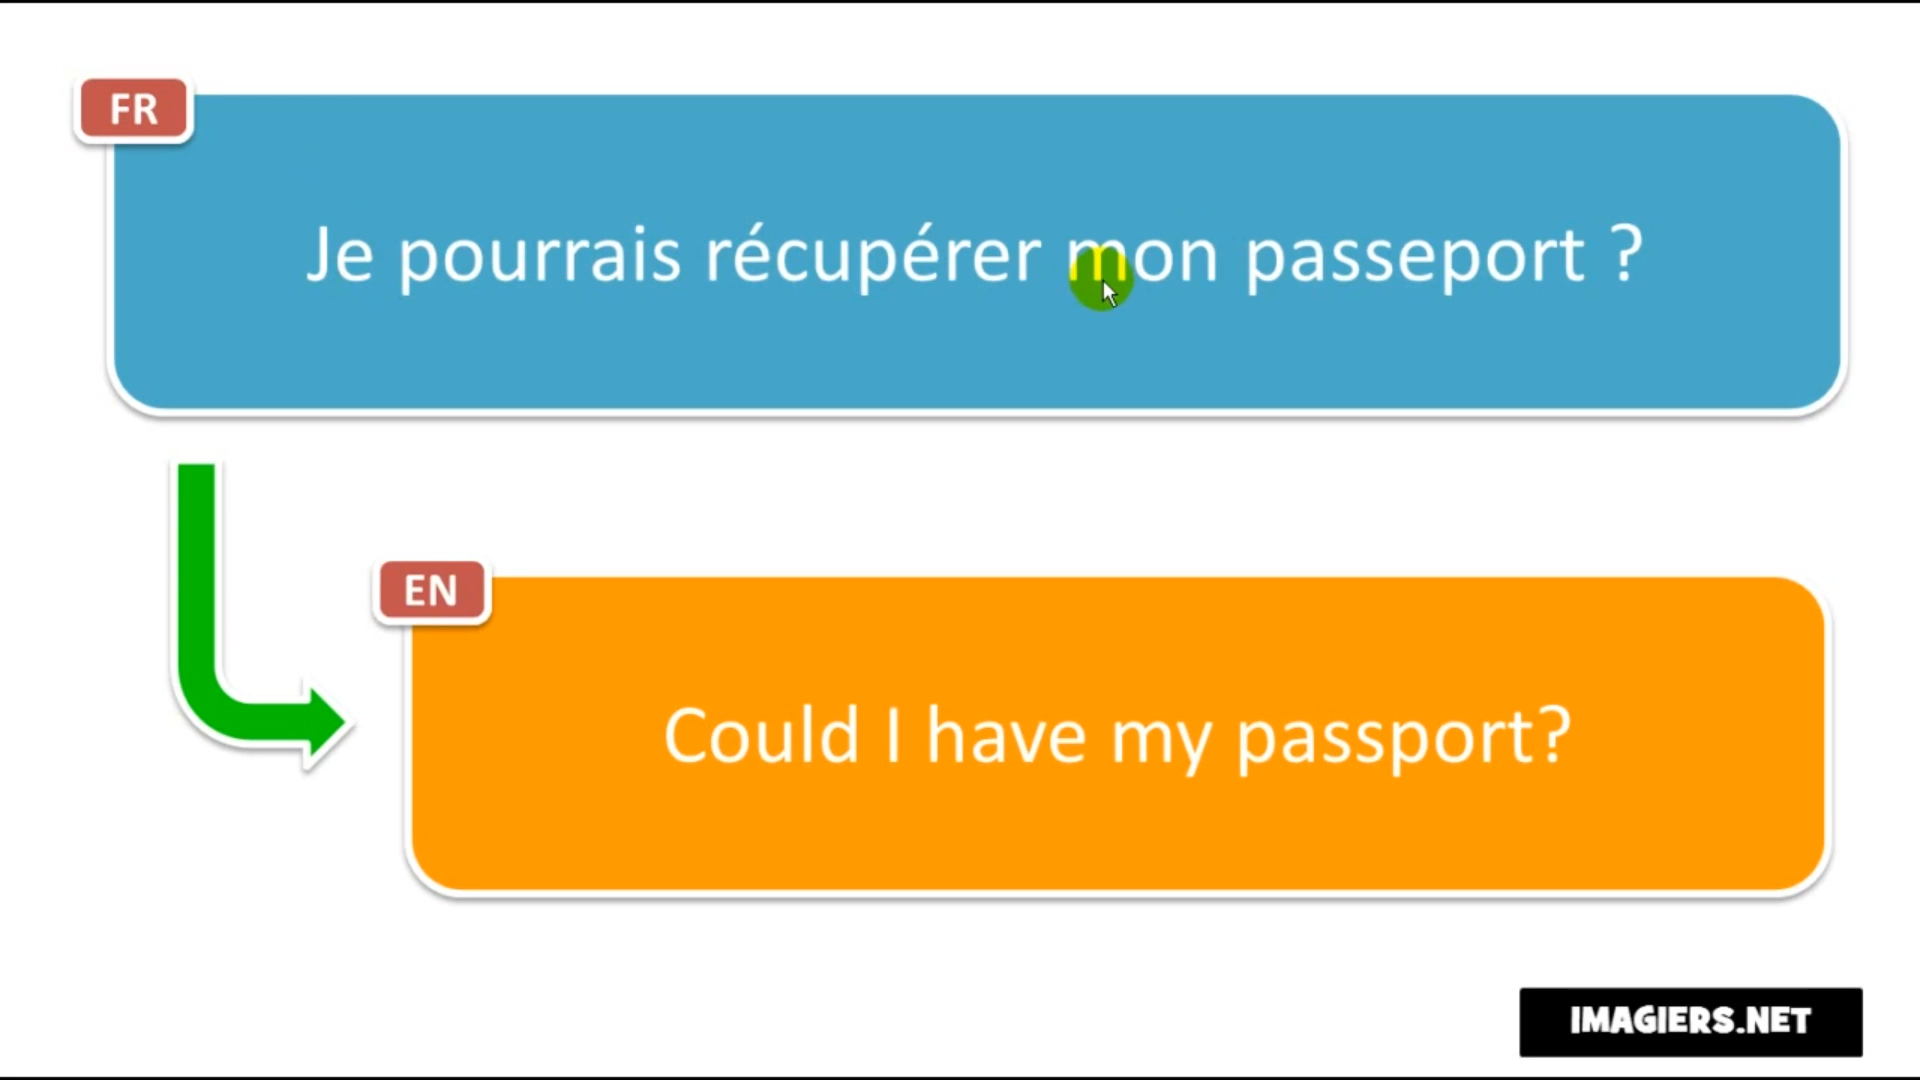 FR
Je pourrais récupérer mon passeport ?
EN
Could I have my passport?
IMAGIERS.NET